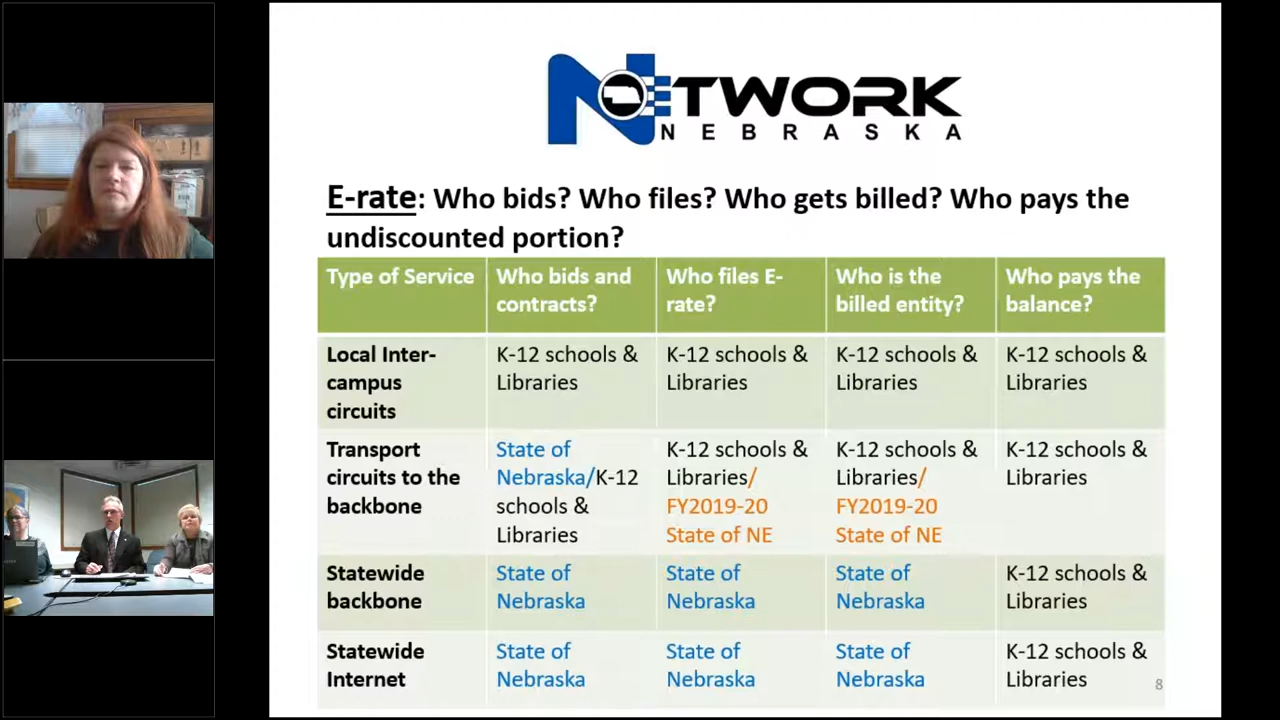 NETWORK
NEBRASKA
E-rate: Who bids? Who files? Who gets billed? Who pays the
undiscounted portion?
Type of Service
Who bids and
contracts?
Who files E-
rate?
Who is the
billed entity?
Who pays the
balance?
Local Inter-
campus
circuits
K-12 schools &
Libraries
K-12 schools &
Libraries
K-12 schools &
Libraries
K-12 schools &
Libraries
Transport
circuits to the
backbone
State of
Nebraska/K-12
schools &
Libraries
K-12 schools &
Libraries/
FY2019-20
State of NE
K-12 schools &
Libraries/
FY2019-20
State of NE
K-12 schools &
Libraries
Statewide
backbone
State of
Nebraska
State of
Nebraska
State of
Nebraska
K-12 schools &
Libraries
Statewide
Internet
State of
Nebraska
State of
Nebraska
State of
Nebraska
K-12 schools &
Libraries
8